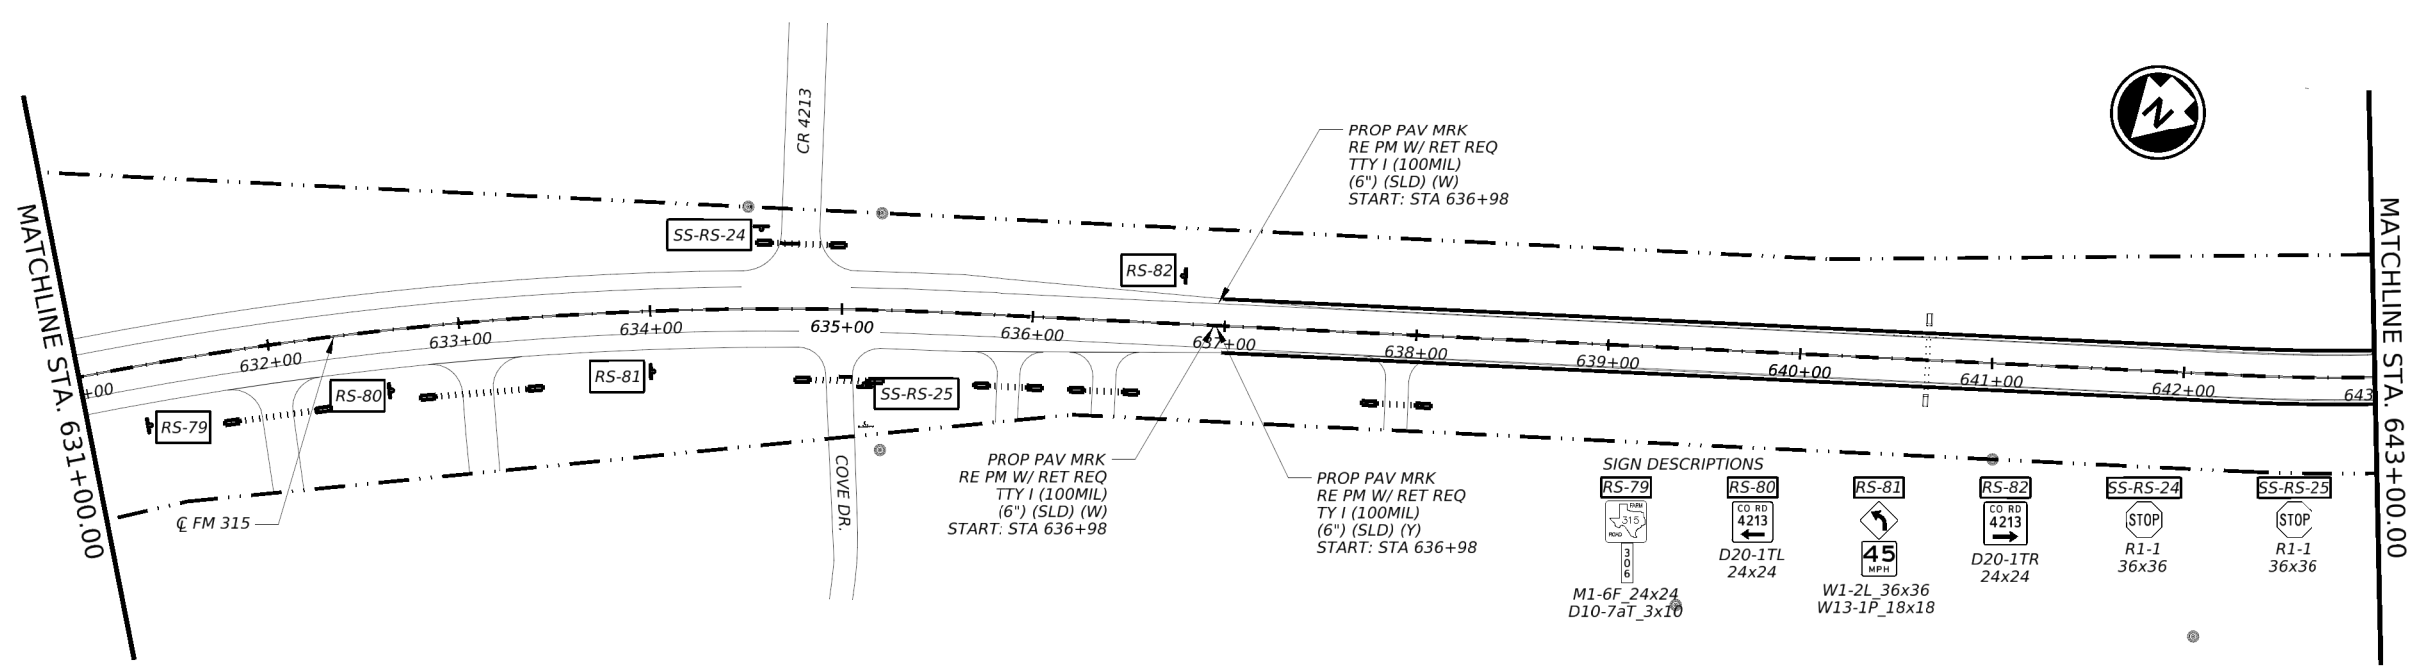 MATCHLINE STA. 631+00.00
CR 4213
SS-RS-24
RS-82
PROP PAV MRK
RE PM W/ RET REQ
TTY I (100MIL)
(6") (SLD) (W)
START: STA 636+98
N
MATCHLINE STA. 643+00.00
+00
632+00
633+00
634+00
635+00
636+00
637+00
638+00
639+00
640+00
641+00
642+00
643
RS-79
RS-80
RS-81
SS-RS-25
℄ FM 315
COVE DR.
PROP PAV MRK
RE PM W/ RET REQ
TTY I (100MIL)
(6") (SLD) (W)
START: STA 636+98
PROP PAV MRK
RE PM W/ RET REQ
TY I (100MIL)
(6") (SLD) (Y)
START: STA 636+98
SIGN DESCRIPTIONS
RS-79
FARM
315
ROAD
306
M1-6F_24x24
D10-7aT_3x10
RS-80
CO RD
4213
D20-1TL
24x24
RS-81
45
MPH
W1-2L_36x36
W13-1P_18x18
RS-82
CO RD
4213
D20-1TR
24x24
SS-RS-24
STOP
R1-1
36x36
SS-RS-25
STOP
R1-1
36x36